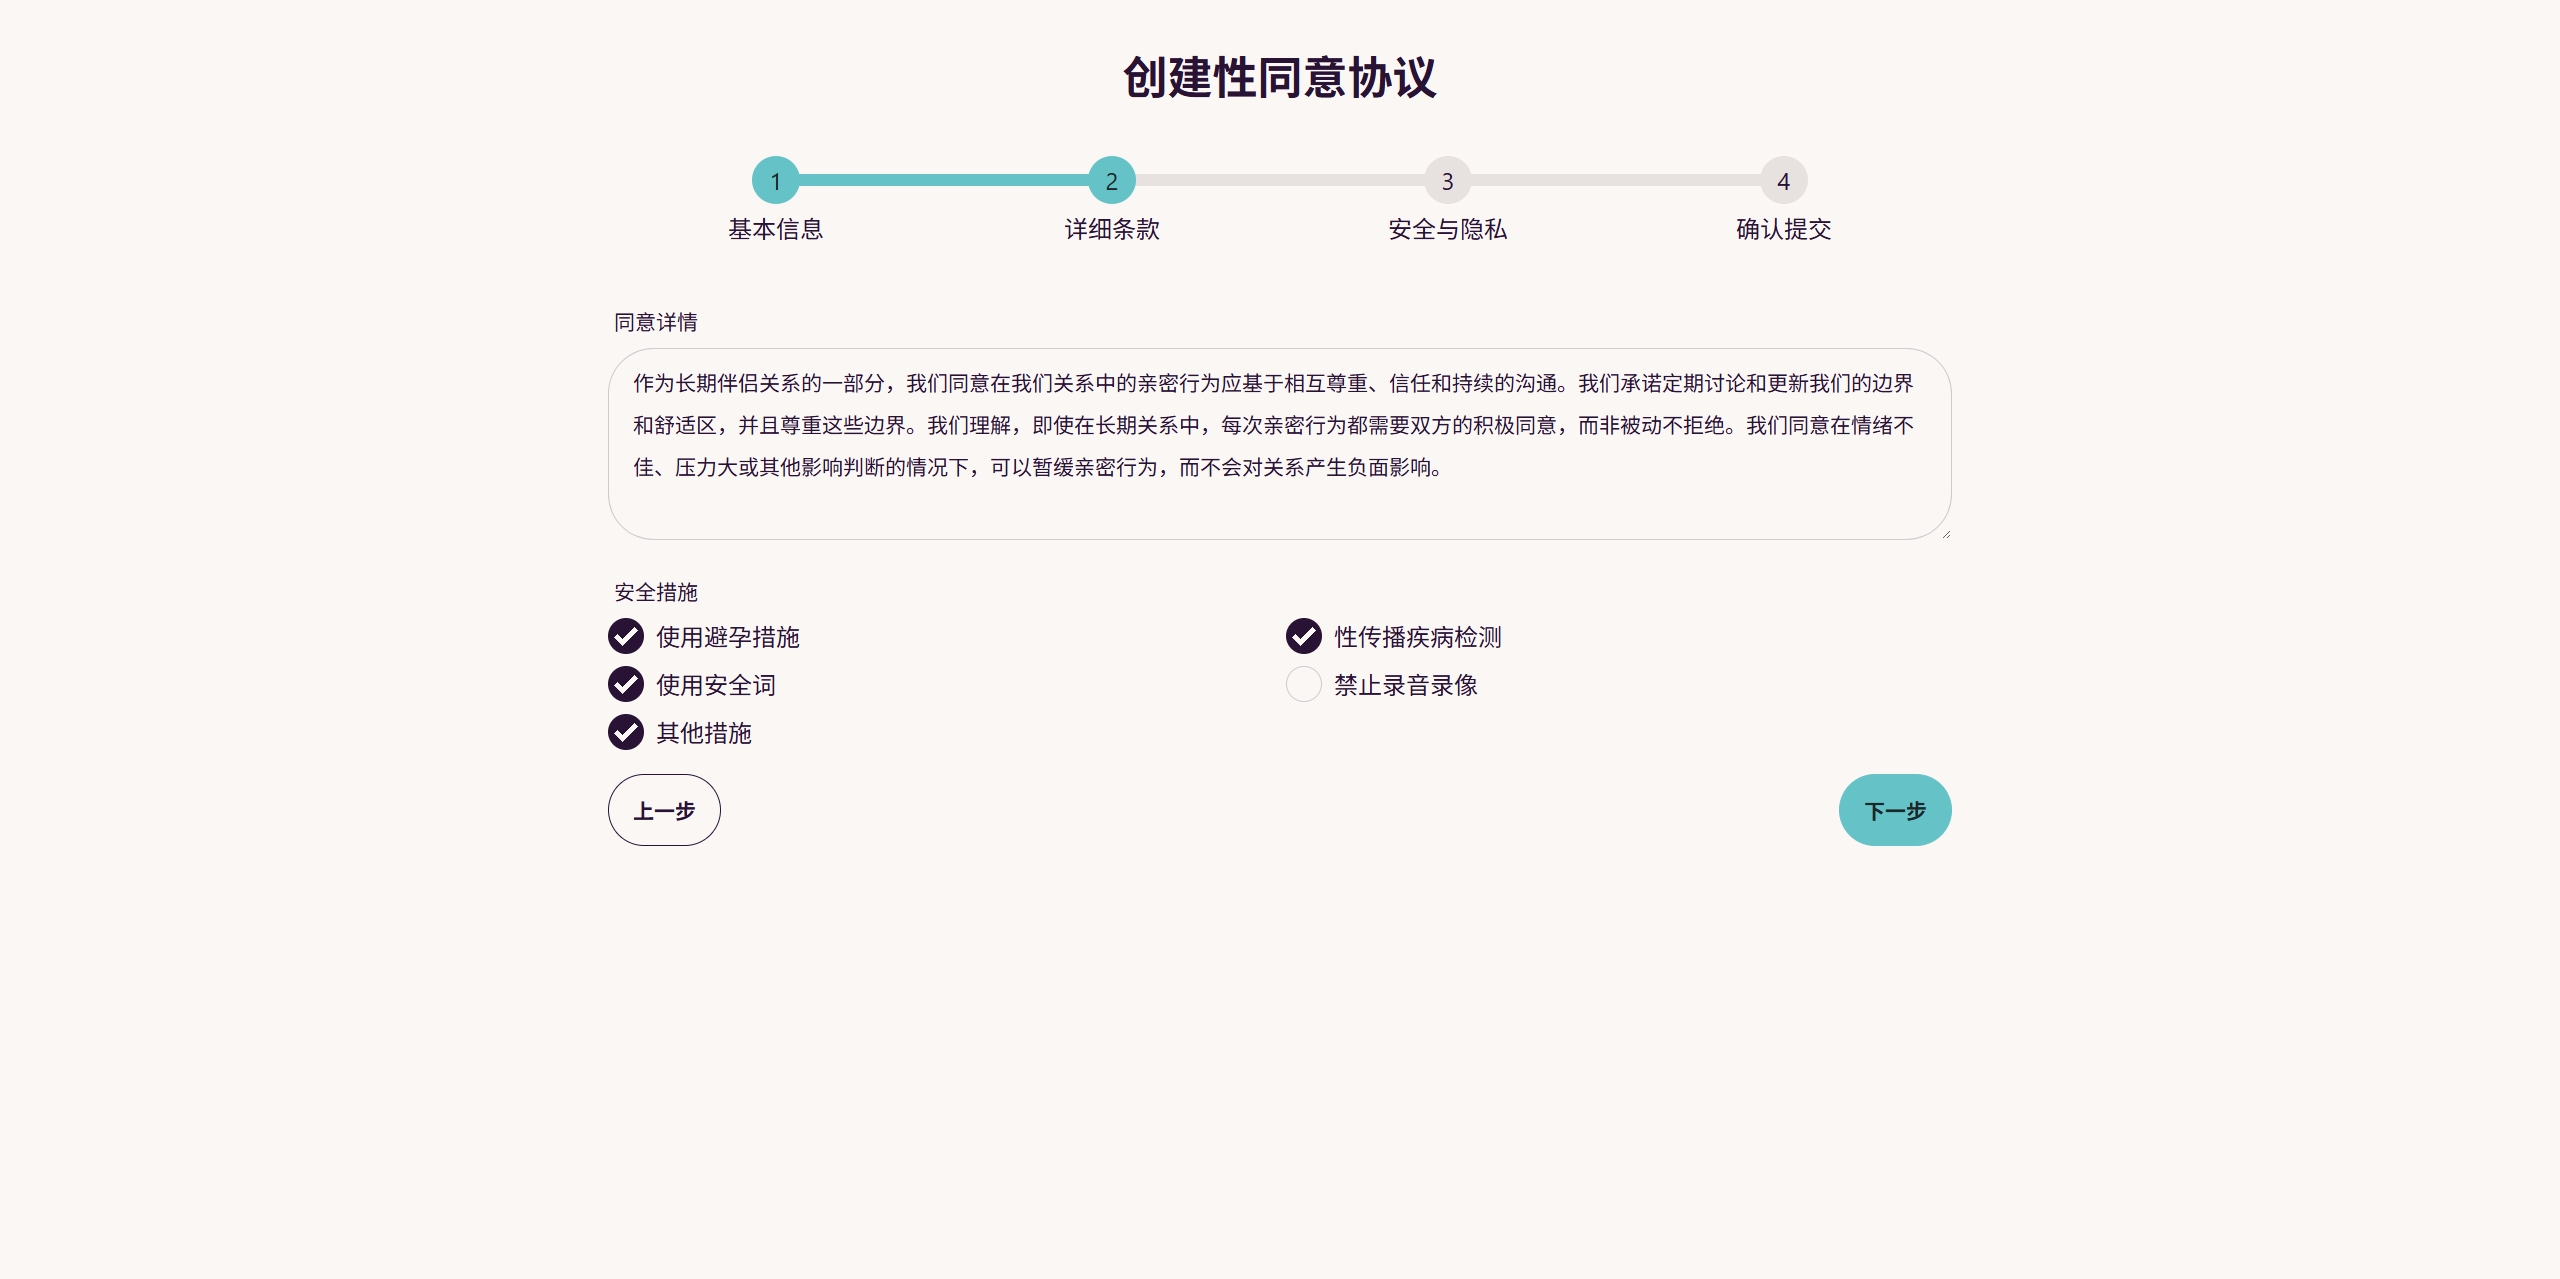 创建性同意协议
1
2
3
4
基本信息
详细条款
安全与隐私
确认提交
同意详情
作为长期伴侣关系的一部分，我们同意在我们关系中的亲密行为应基于相互尊重、信任和持续的沟通。我们承诺定期讨论和更新我们的边界
和舒适区，并且尊重这些边界。我们理解，即使在长期关系中，每次亲密行为都需要双方的积极同意，而非被动不拒绝。我们同意在情绪不
佳、压力大或其他影响判断的情况下，可以暂缓亲密行为，而不会对关系产生负面影响。
安全措施
使用避孕措施
性传播疾病检测
使用安全词
禁止录音录像
其他措施
上一步
下一步